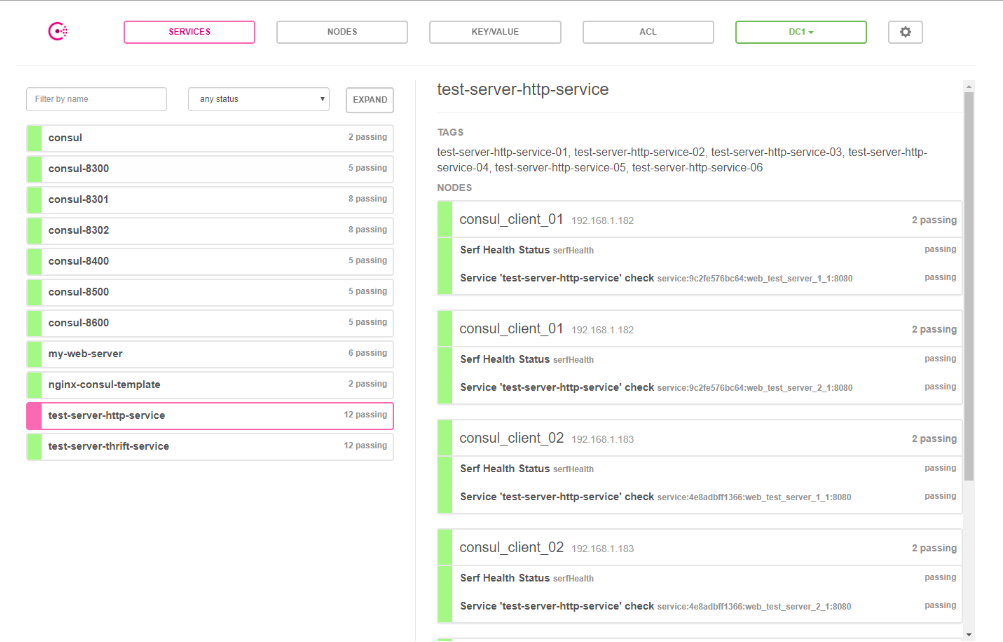 SERVICES NODES KEY/VALUE ACL DC1
Filter by name any status EXPAND
consul 2 passing
consul-8300 5 passing
consul-8301 8 passing
consul-8302 8 passing
consul-8400 5 passing
consul-8500 5 passing
consul-8600 5 passing
my-web-server 6 passing
nginx-consul-template 2 passing
test-server-http-service 12 passing
test-server-thrift-service 12 passing
test-server-http-service
TAGS
test-server-http-service-01, test-server-http-service-02, test-server-http-service-03, test-server-http-
service-04, test-server-http-service-05, test-server-http-service-06
NODES
consul_client_01 192.168.1.182 2 passing
Serf Health Status serfHealth passing
Service 'test-server-http-service' check service:9c2fe576bc64:web_test_server_1_1:8080 passing
consul_client_01 192.168.1.182 2 passing
Serf Health Status serfHealth passing
Service 'test-server-http-service' check service:9c2fe576bc64:web_test_server_2_1:8080 passing
consul_client_02 192.168.1.183 2 passing
Serf Health Status serfHealth passing
Service 'test-server-http-service' check service:4e8adbff1366:web_test_server_1_1:8080 passing
consul_client_02 192.168.1.183 2 passing
Serf Health Status serfHealth passing
Service 'test-server-http-service' check service:4e8adbff1366:web_test_server_2_1:8080 passing